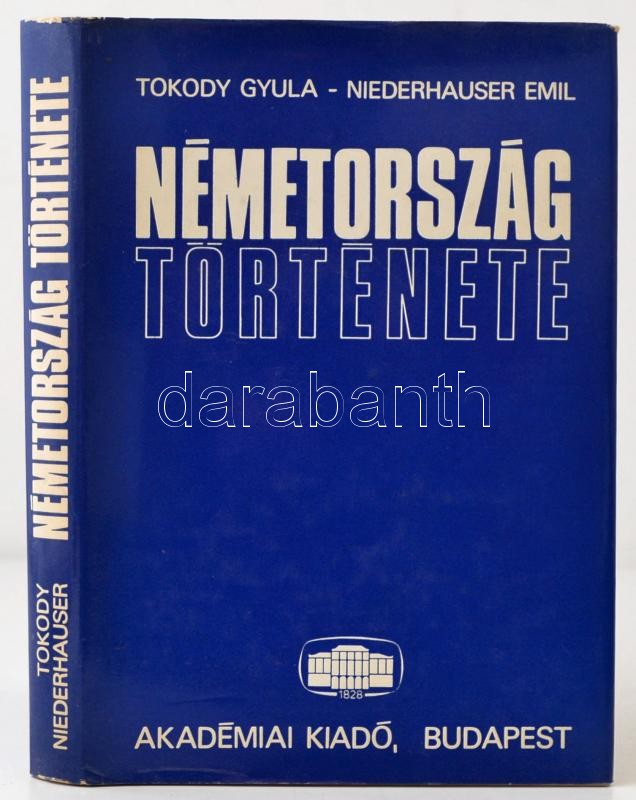 TOKODY GYULA - NIEDERHAUSER EMIL
NÉMETORSZÁG
TÖRTÉNETE
darabanth
1828
AKADÉMIAI KIADÓ, BUDAPEST
TOKODY
NIEDERHAUSER
NÉMETORSZÁG TÖRTÉNETE